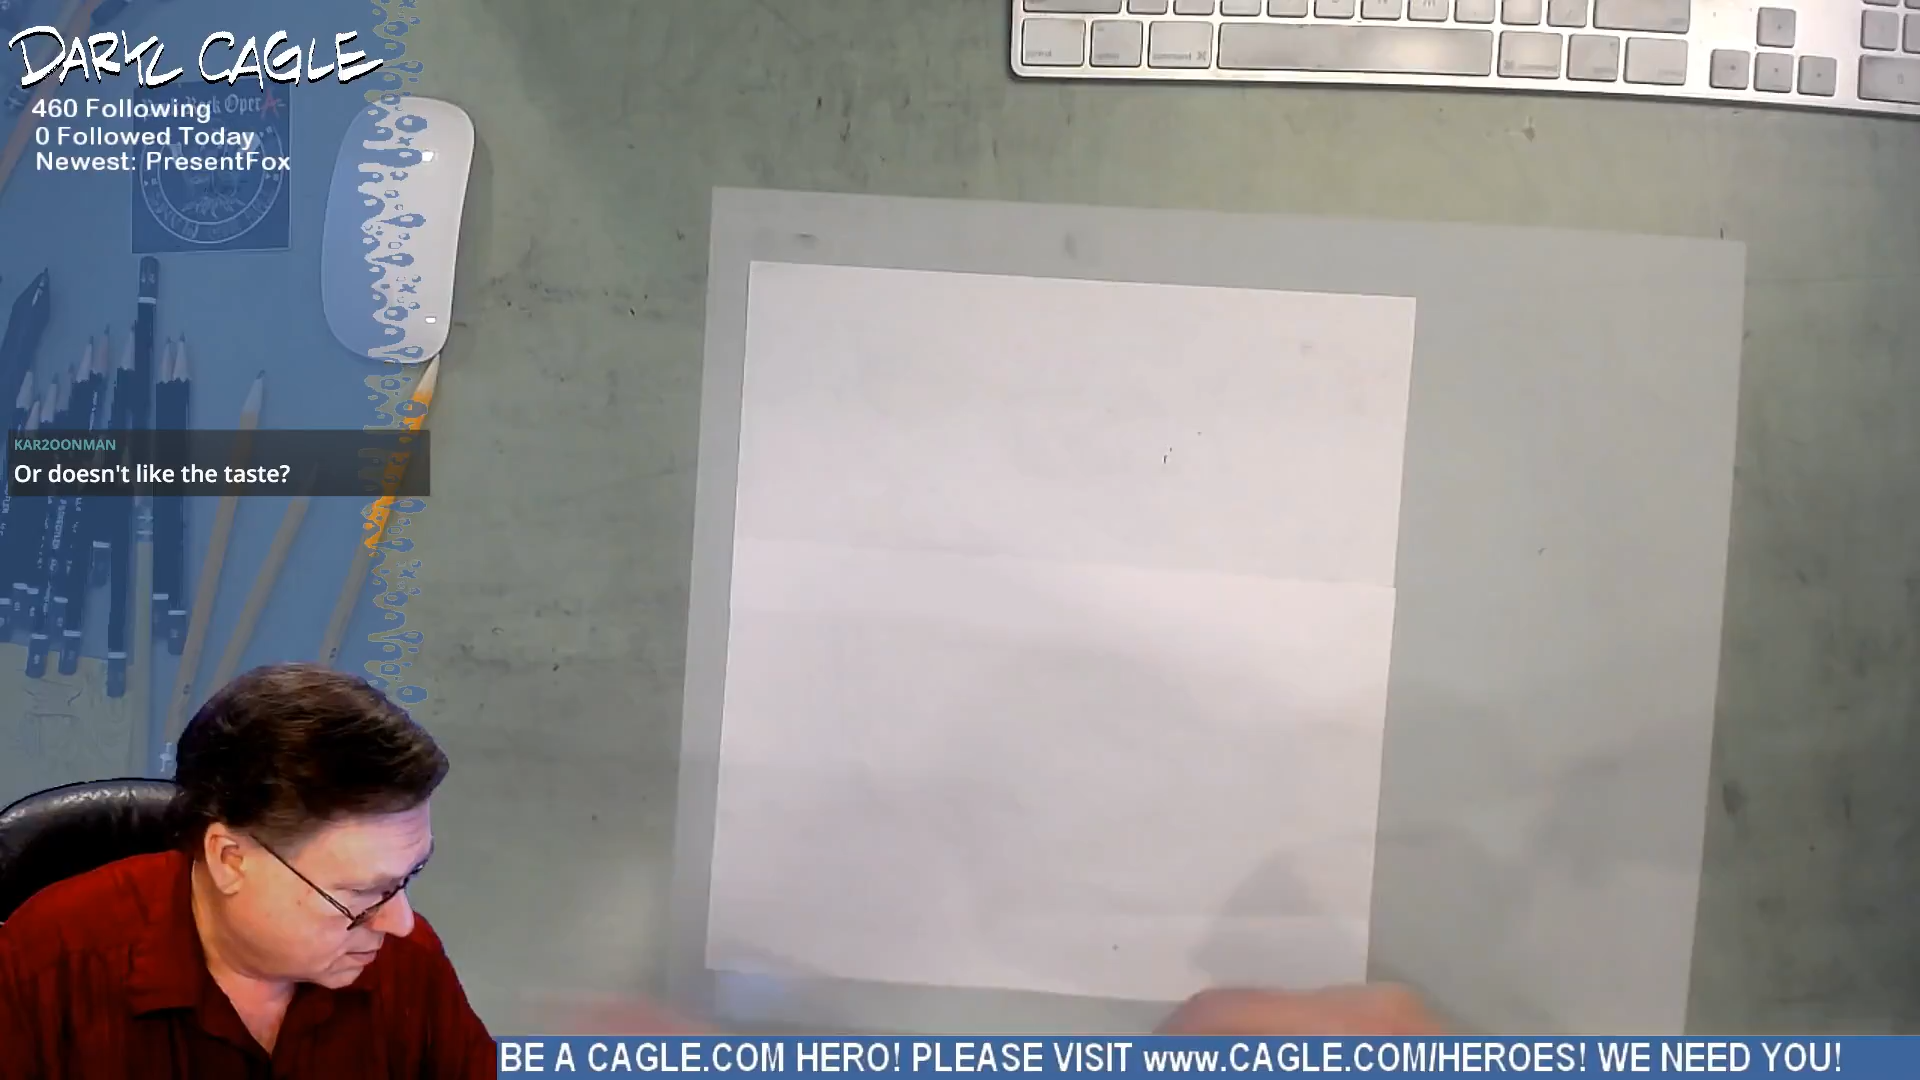 DARYL CAGLE
460 Following
0 Followed Today
Newest: PresentFox
KAR2OONMAN
Or doesn't like the taste?
BE A CAGLE.COM HERO! PLEASE VISIT www.CAGLE.COM/HEROES! WE NEED YOU!